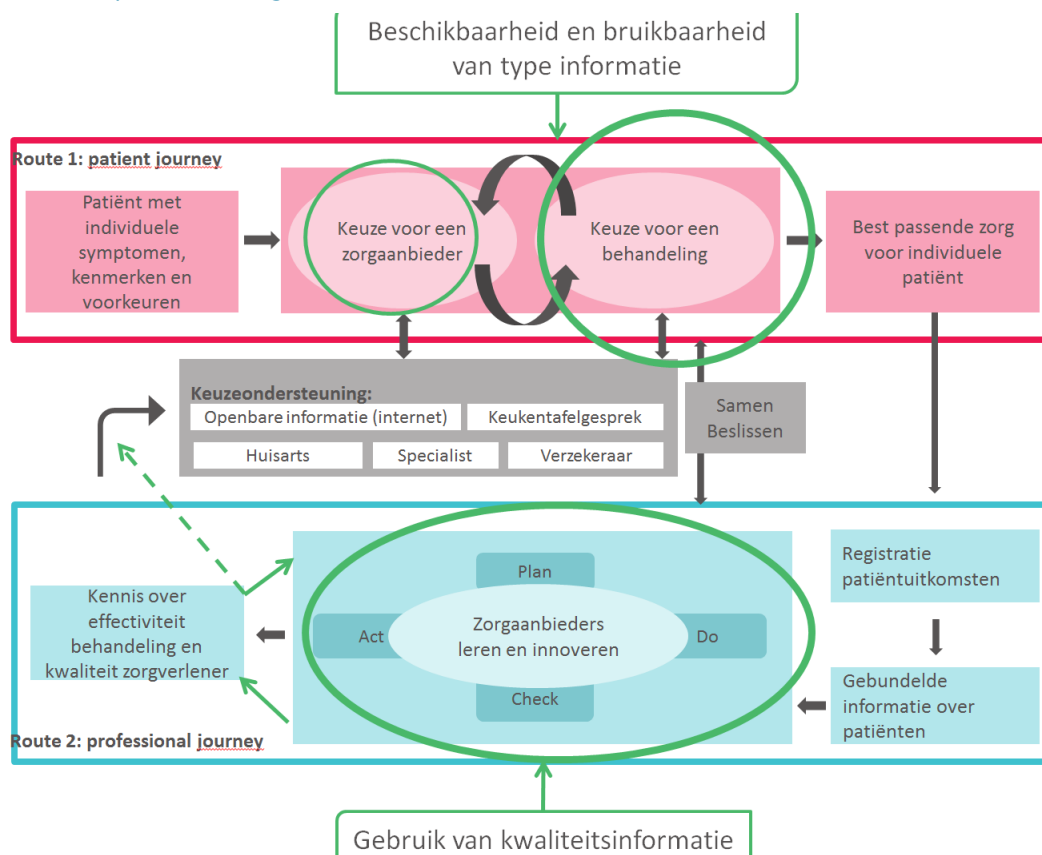 Beschikbaarheid en bruikbaarheid
van type informatie
Route 1: patient journey
Patiënt met
individuele
symptomen,
kenmerken en
voorkeuren
Keuze voor een
zorgaanbieder
Keuze voor een
behandeling
Best passende zorg
voor individuele
patiënt
Keuzeondersteuning:
Openbare informatie (internet)
Keukentafelgesprek
Huisarts
Specialist
Verzekeraar
Samen
Beslissen
Kennis over
effectiviteit
behandeling en
kwaliteit zorgverlener
Plan
Act
Zorgaanbieders
leren en innoveren
Do
Check
Registratie
patiëntuitkomsten
Gebundelde
informatie over
patiënten
Route 2: professional journey
Gebruik van kwaliteitsinformatie